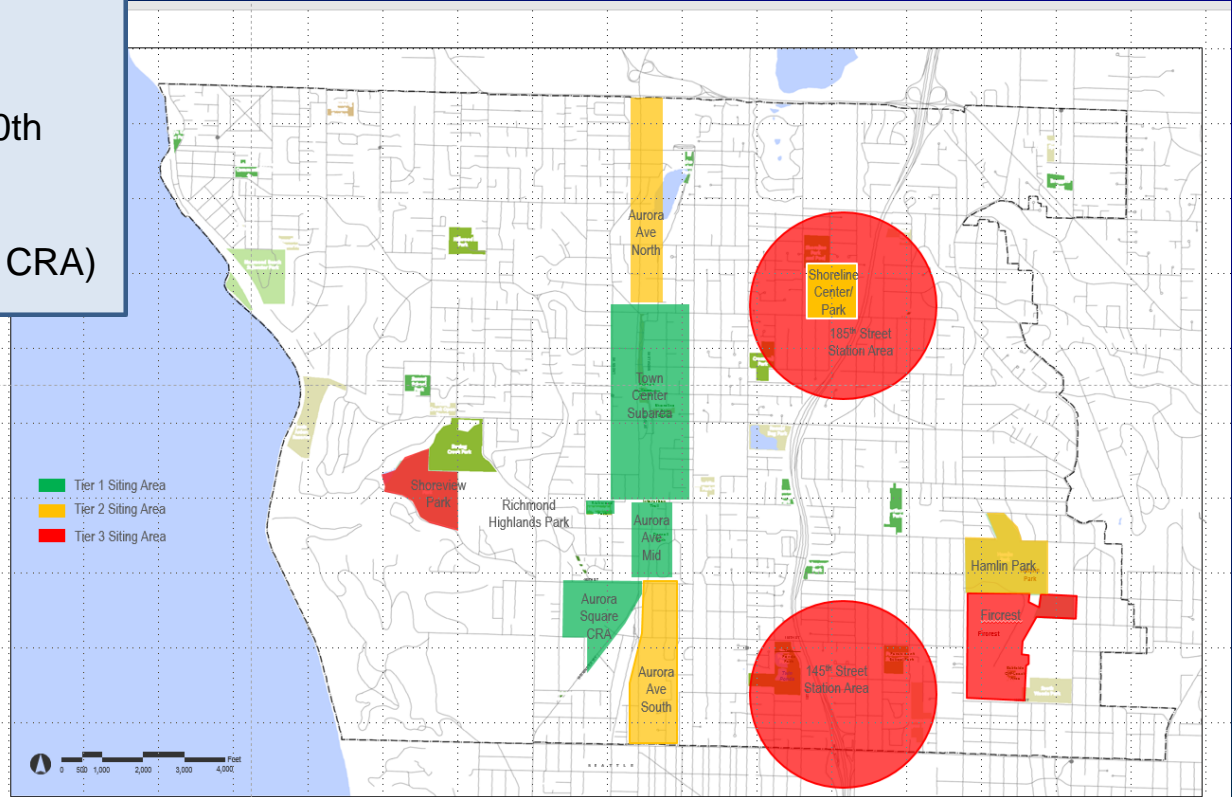 0th
CRA)
Aurora
Ave
North
Shoreline
Center/
Park
185th Street
Station Area
Town
Center
Subarea
Shoreview
Park
Richmond
Highlands Park
Aurora
Ave
Mid
Hamlin Park
Aurora
Square
CRA
Fircrest
Fircrest
Aurora
Ave
South
145th Street
Station Area
Tier 1 Siting Area
Tier 2 Siting Area
Tier 3 Siting Area
0 500 1,000 2,000 3,000 4,000
Feet
SEATTLE